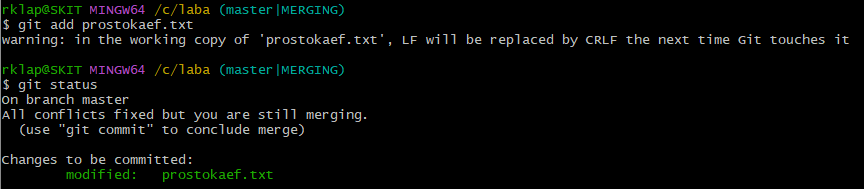 rklap@SKIT MINGW64 /c/laba (master|MERGING)
$ git add prostokaef.txt
warning: in the working copy of 'prostokaef.txt', LF will be replaced by CRLF the next time Git touches it
rklap@SKIT MINGW64 /c/laba (master|MERGING)
$ git status
On branch master
All conflicts fixed but you are still merging.
  (use "git commit" to conclude merge)
Changes to be committed:
        modified:   prostokaef.txt